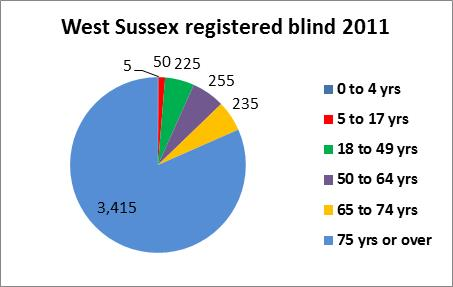 West Sussex registered blind 2011
5 50 225
255
235
3,415
0 to 4 yrs
5 to 17 yrs
18 to 49 yrs
50 to 64 yrs
65 to 74 yrs
75 yrs or over